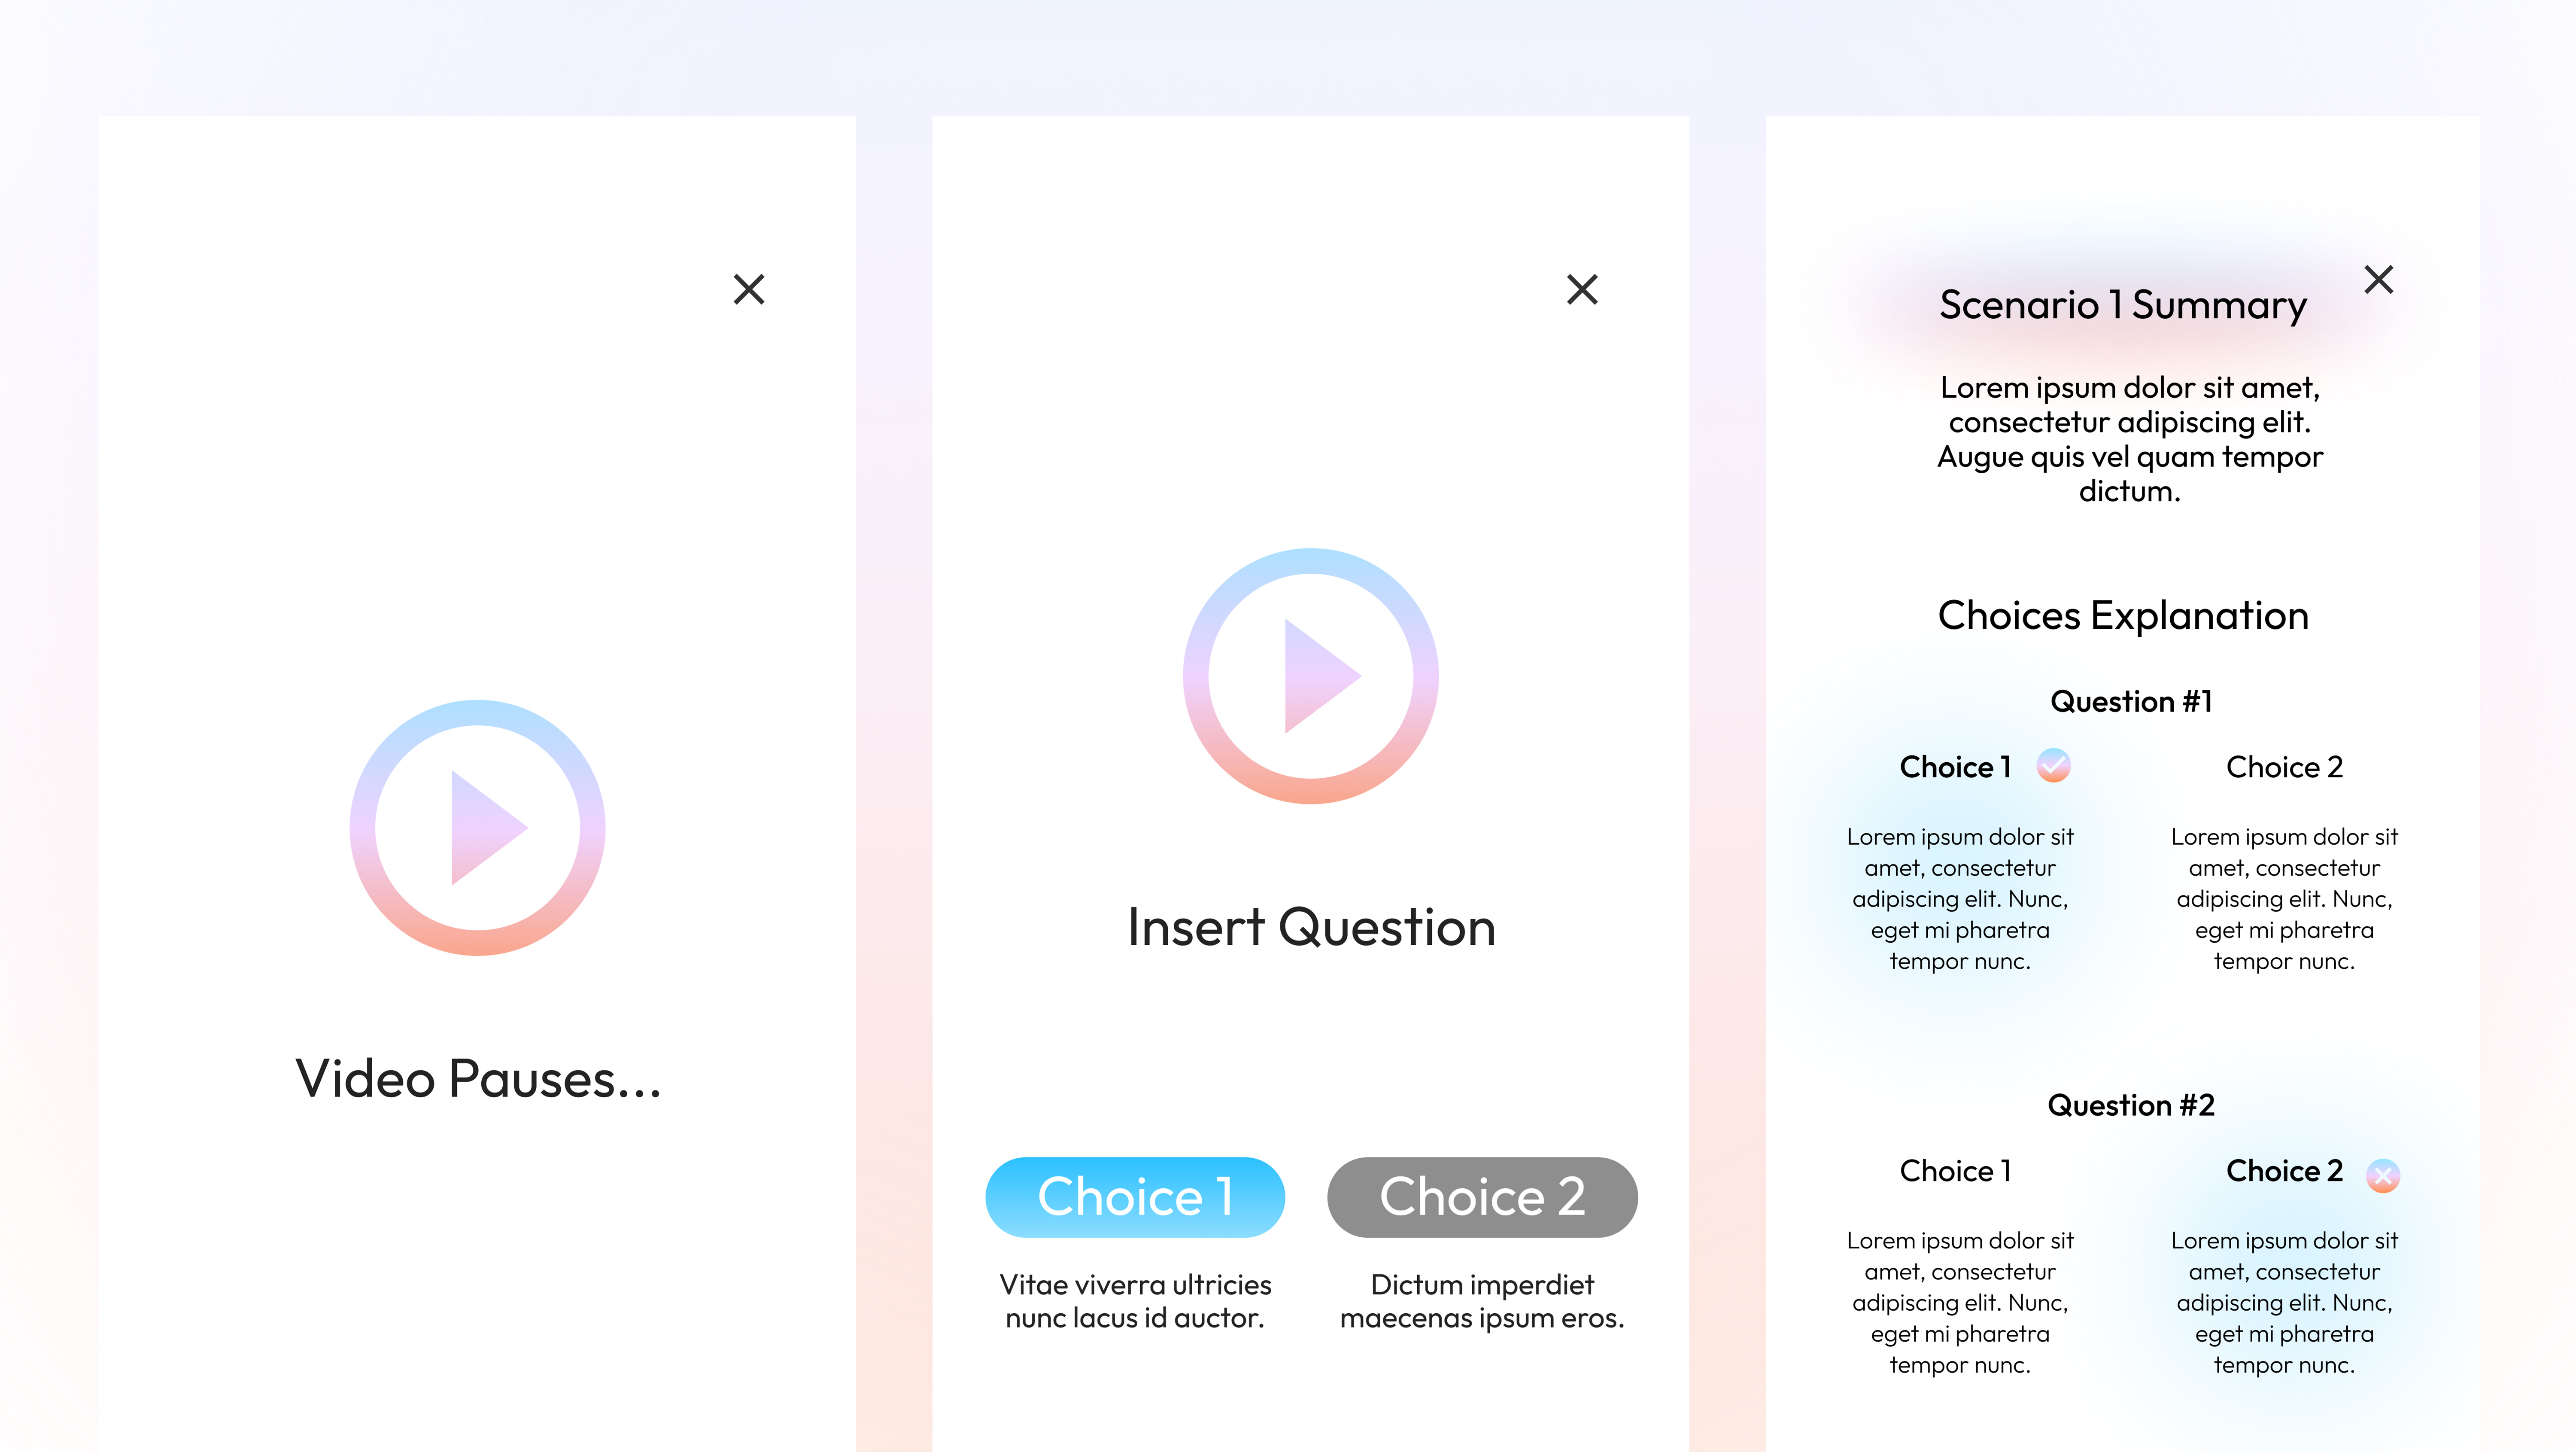 Video Pauses...
Insert Question
Choice 1
Choice 2
Vitae viverra ultricies
nunc lacus id auctor.
Dictum imperdiet
maecenas ipsum eros.
Scenario 1 Summary
Lorem ipsum dolor sit amet,
consectetur adipiscing elit.
Augue quis vel quam tempor
dictum.
Choices Explanation
Question #1
Choice 1
Lorem ipsum dolor sit
amet, consectetur
adipiscing elit. Nunc,
eget mi pharetra
tempor nunc.
Choice 2
Lorem ipsum dolor sit
amet, consectetur
adipiscing elit. Nunc,
eget mi pharetra
tempor nunc.
Question #2
Choice 1
Lorem ipsum dolor sit
amet, consectetur
adipiscing elit. Nunc,
eget mi pharetra
tempor nunc.
Choice 2
Lorem ipsum dolor sit
amet, consectetur
adipiscing elit. Nunc,
eget mi pharetra
tempor nunc.